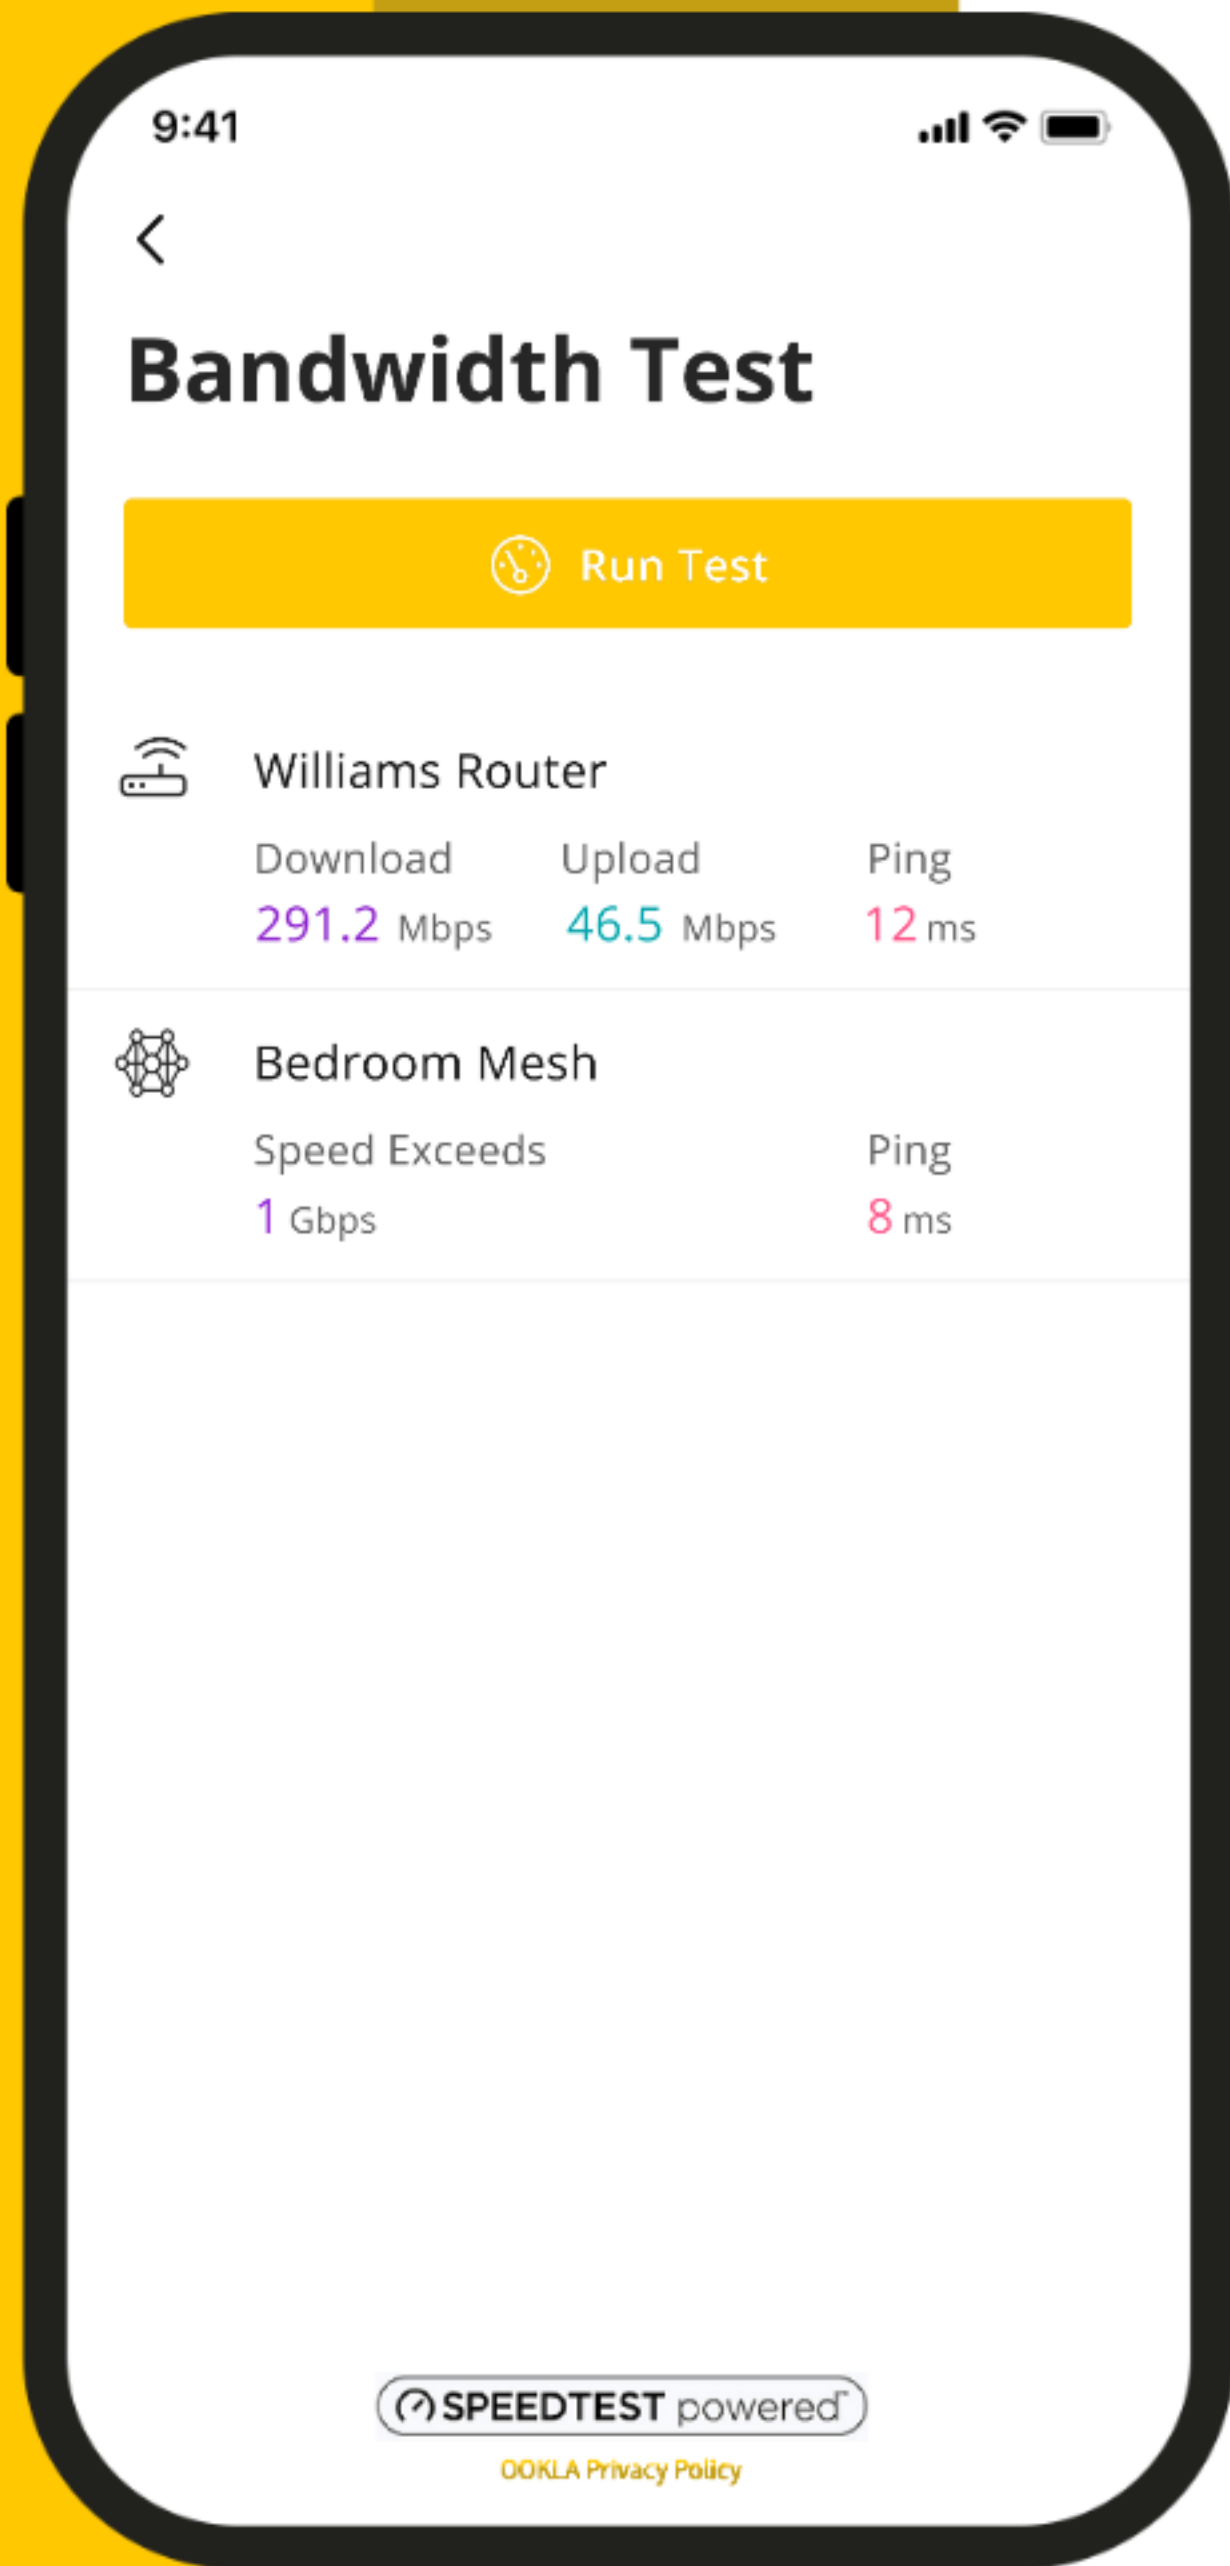 9:41
Bandwidth Test
Run Test
Williams Router
Download Upload Ping
291.2 Mbps 46.5 Mbps 12 ms
Bedroom Mesh
Speed Exceeds Ping
1 Gbps 8 ms
SPEEDTEST powered™
OOKLA Privacy Policy